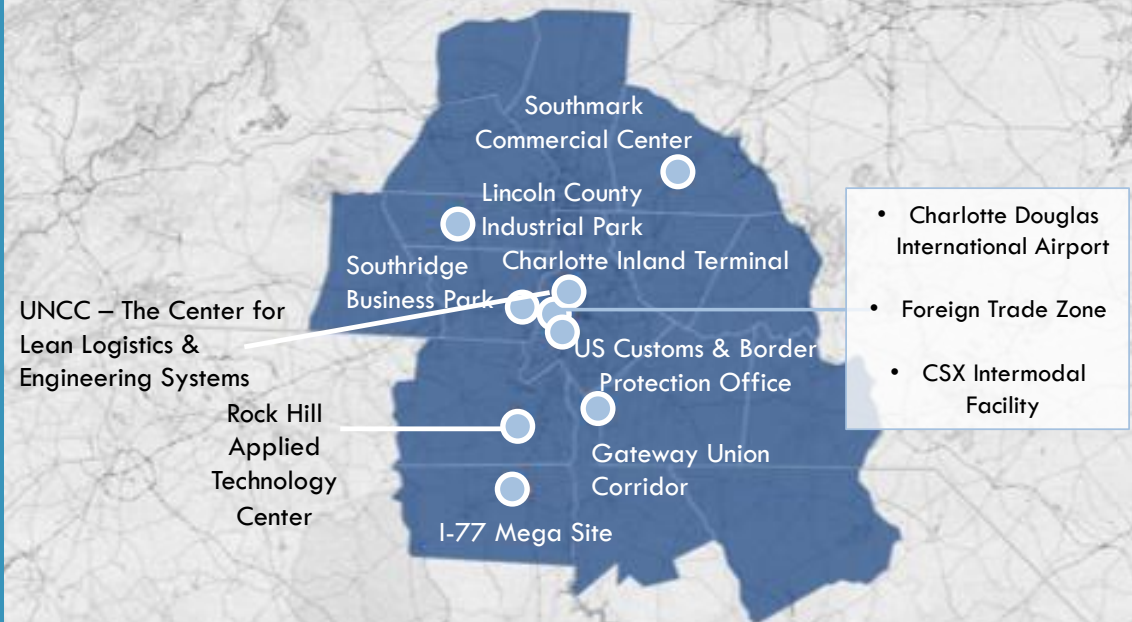 Southmark
Commercial Center
Lincoln County
Industrial Park
Charlotte Inland Terminal
Southridge
Business Park
UNCC – The Center for
Lean Logistics &
Engineering Systems
US Customs & Border
Protection Office
Rock Hill
Applied
Technology
Center
Gateway Union
Corridor
I-77 Mega Site
• Charlotte Douglas
International Airport
• Foreign Trade Zone
• CSX Intermodal
Facility